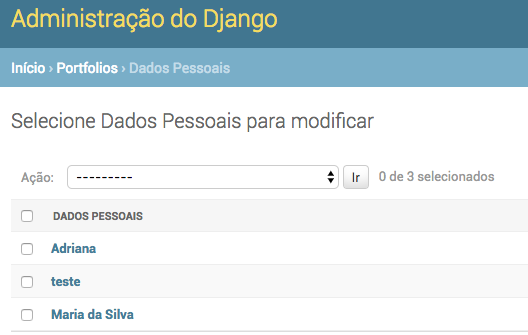 Administração do Django
Início › Portfolios › Dados Pessoais
Selecione Dados Pessoais para modificar
Ação: --------- Ir 0 de 3 selecionados
DADOS PESSOAIS
Adriana
teste
Maria da Silva